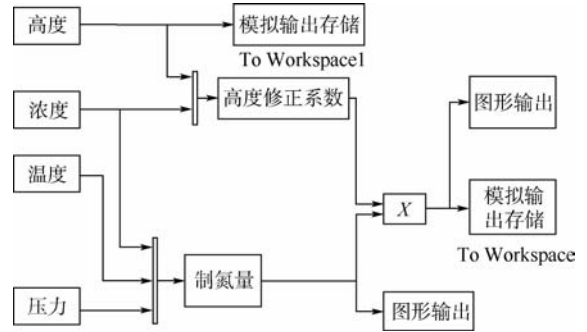 高度
模拟输出存储
To Workspace1
浓度
高度修正系数
图形输出
温度
X
模拟输
出存储
To Workspace
压力
制氮量
图形输出